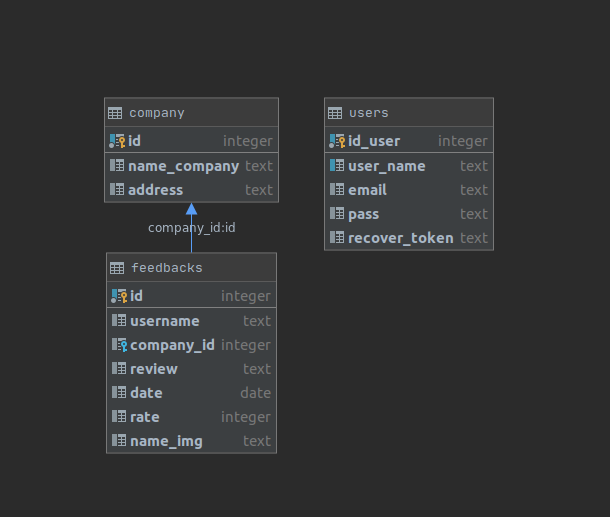 company
id integer
name_company text
address text
company_id:id
feedbacks
id integer
username text
company_id integer
review text
date date
rate integer
name_img text
users
id_user integer
user_name text
email text
pass text
recover_token text